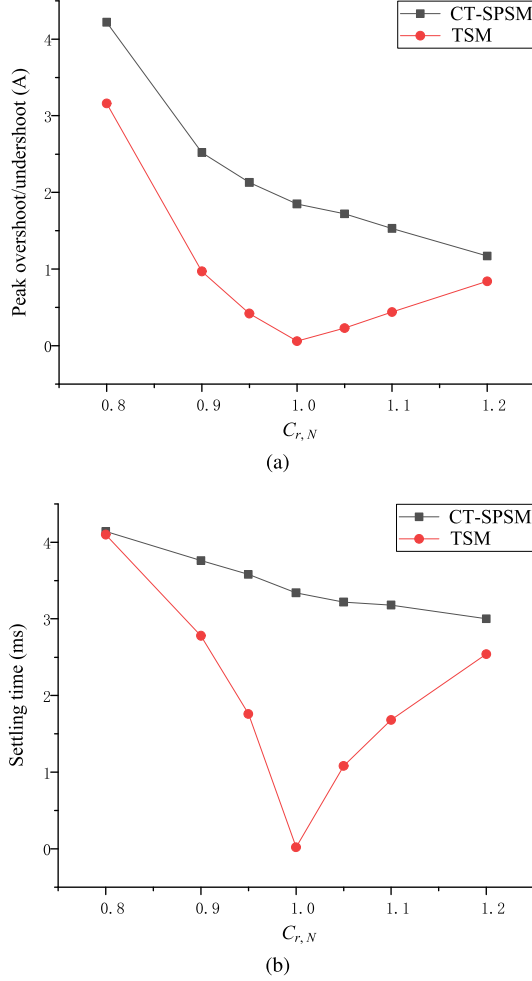 CT-SPSM
TSM
Peak overshoot/undershoot (A)
4
3
2
1
0
0.8 0.9 1.0 1.1 1.2
C_{r, N}
(a)
CT-SPSM
TSM
Settling time (ms)
4
3
2
1
0
0.8 0.9 1.0 1.1 1.2
C_{r, N}
(b)